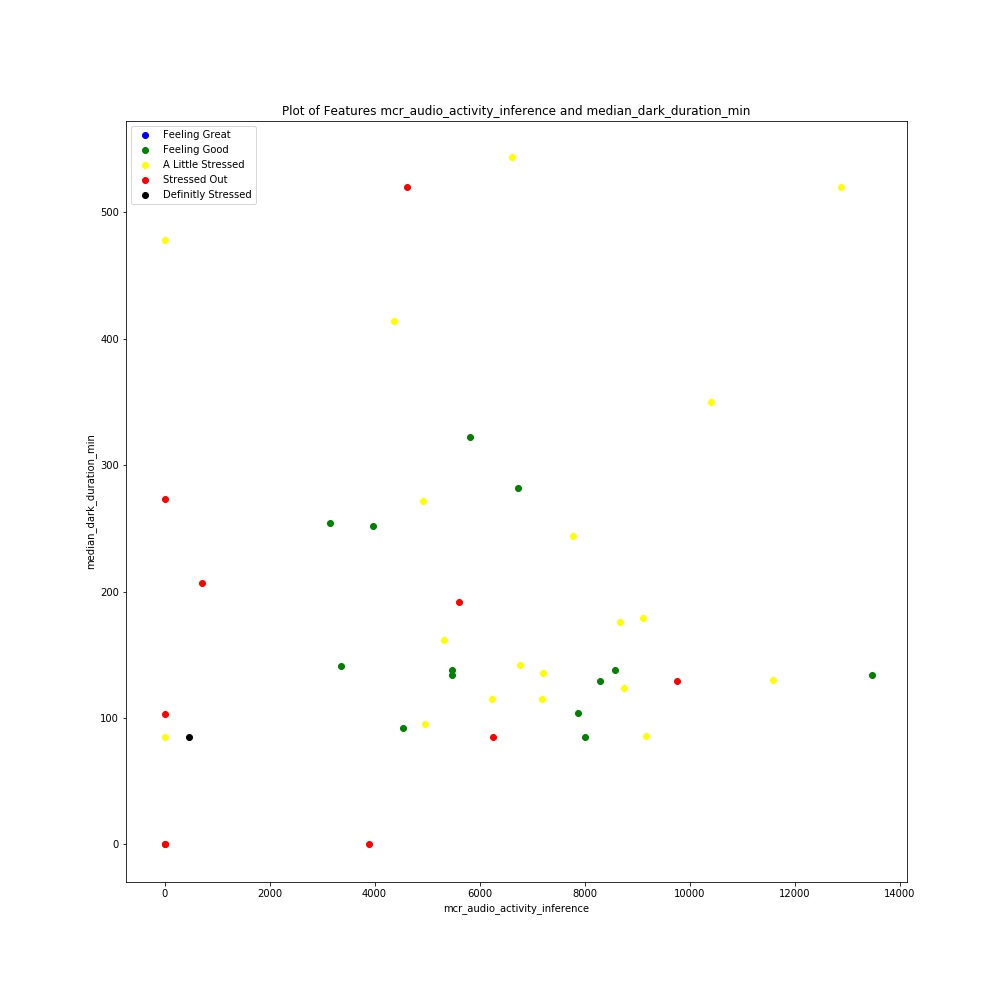 Plot of Features mcr_audio_activity_inference and median_dark_duration_min
Feeling Great
Feeling Good
A Little Stressed
Stressed Out
Definitly Stressed
median_dark_duration_min
500
400
300
200
100
0
0 2000 4000 6000 8000 10000 12000 14000
mcr_audio_activity_inference